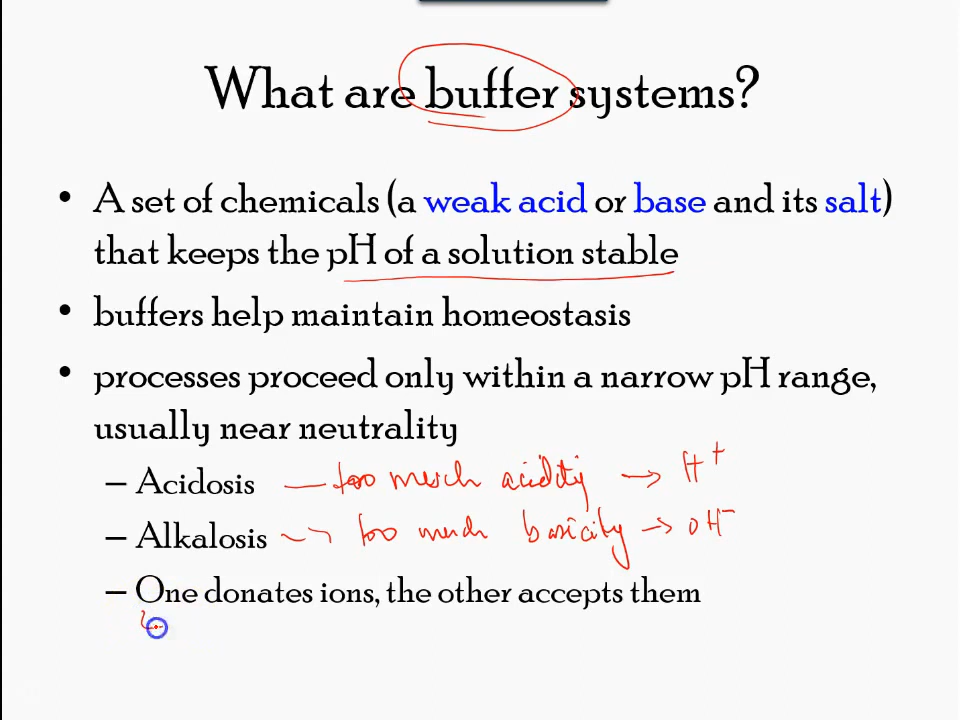 What are buffer systems?
• A set of chemicals (a weak acid or base and its salt)
that keeps the pH of a solution stable
• buffers help maintain homeostasis
• processes proceed only within a narrow pH range,
usually near neutrality
– Acidosis — too much acidity → H⁺
– Alkalosis → too much basicity → OH⁻
– One donates ions, the other accepts them